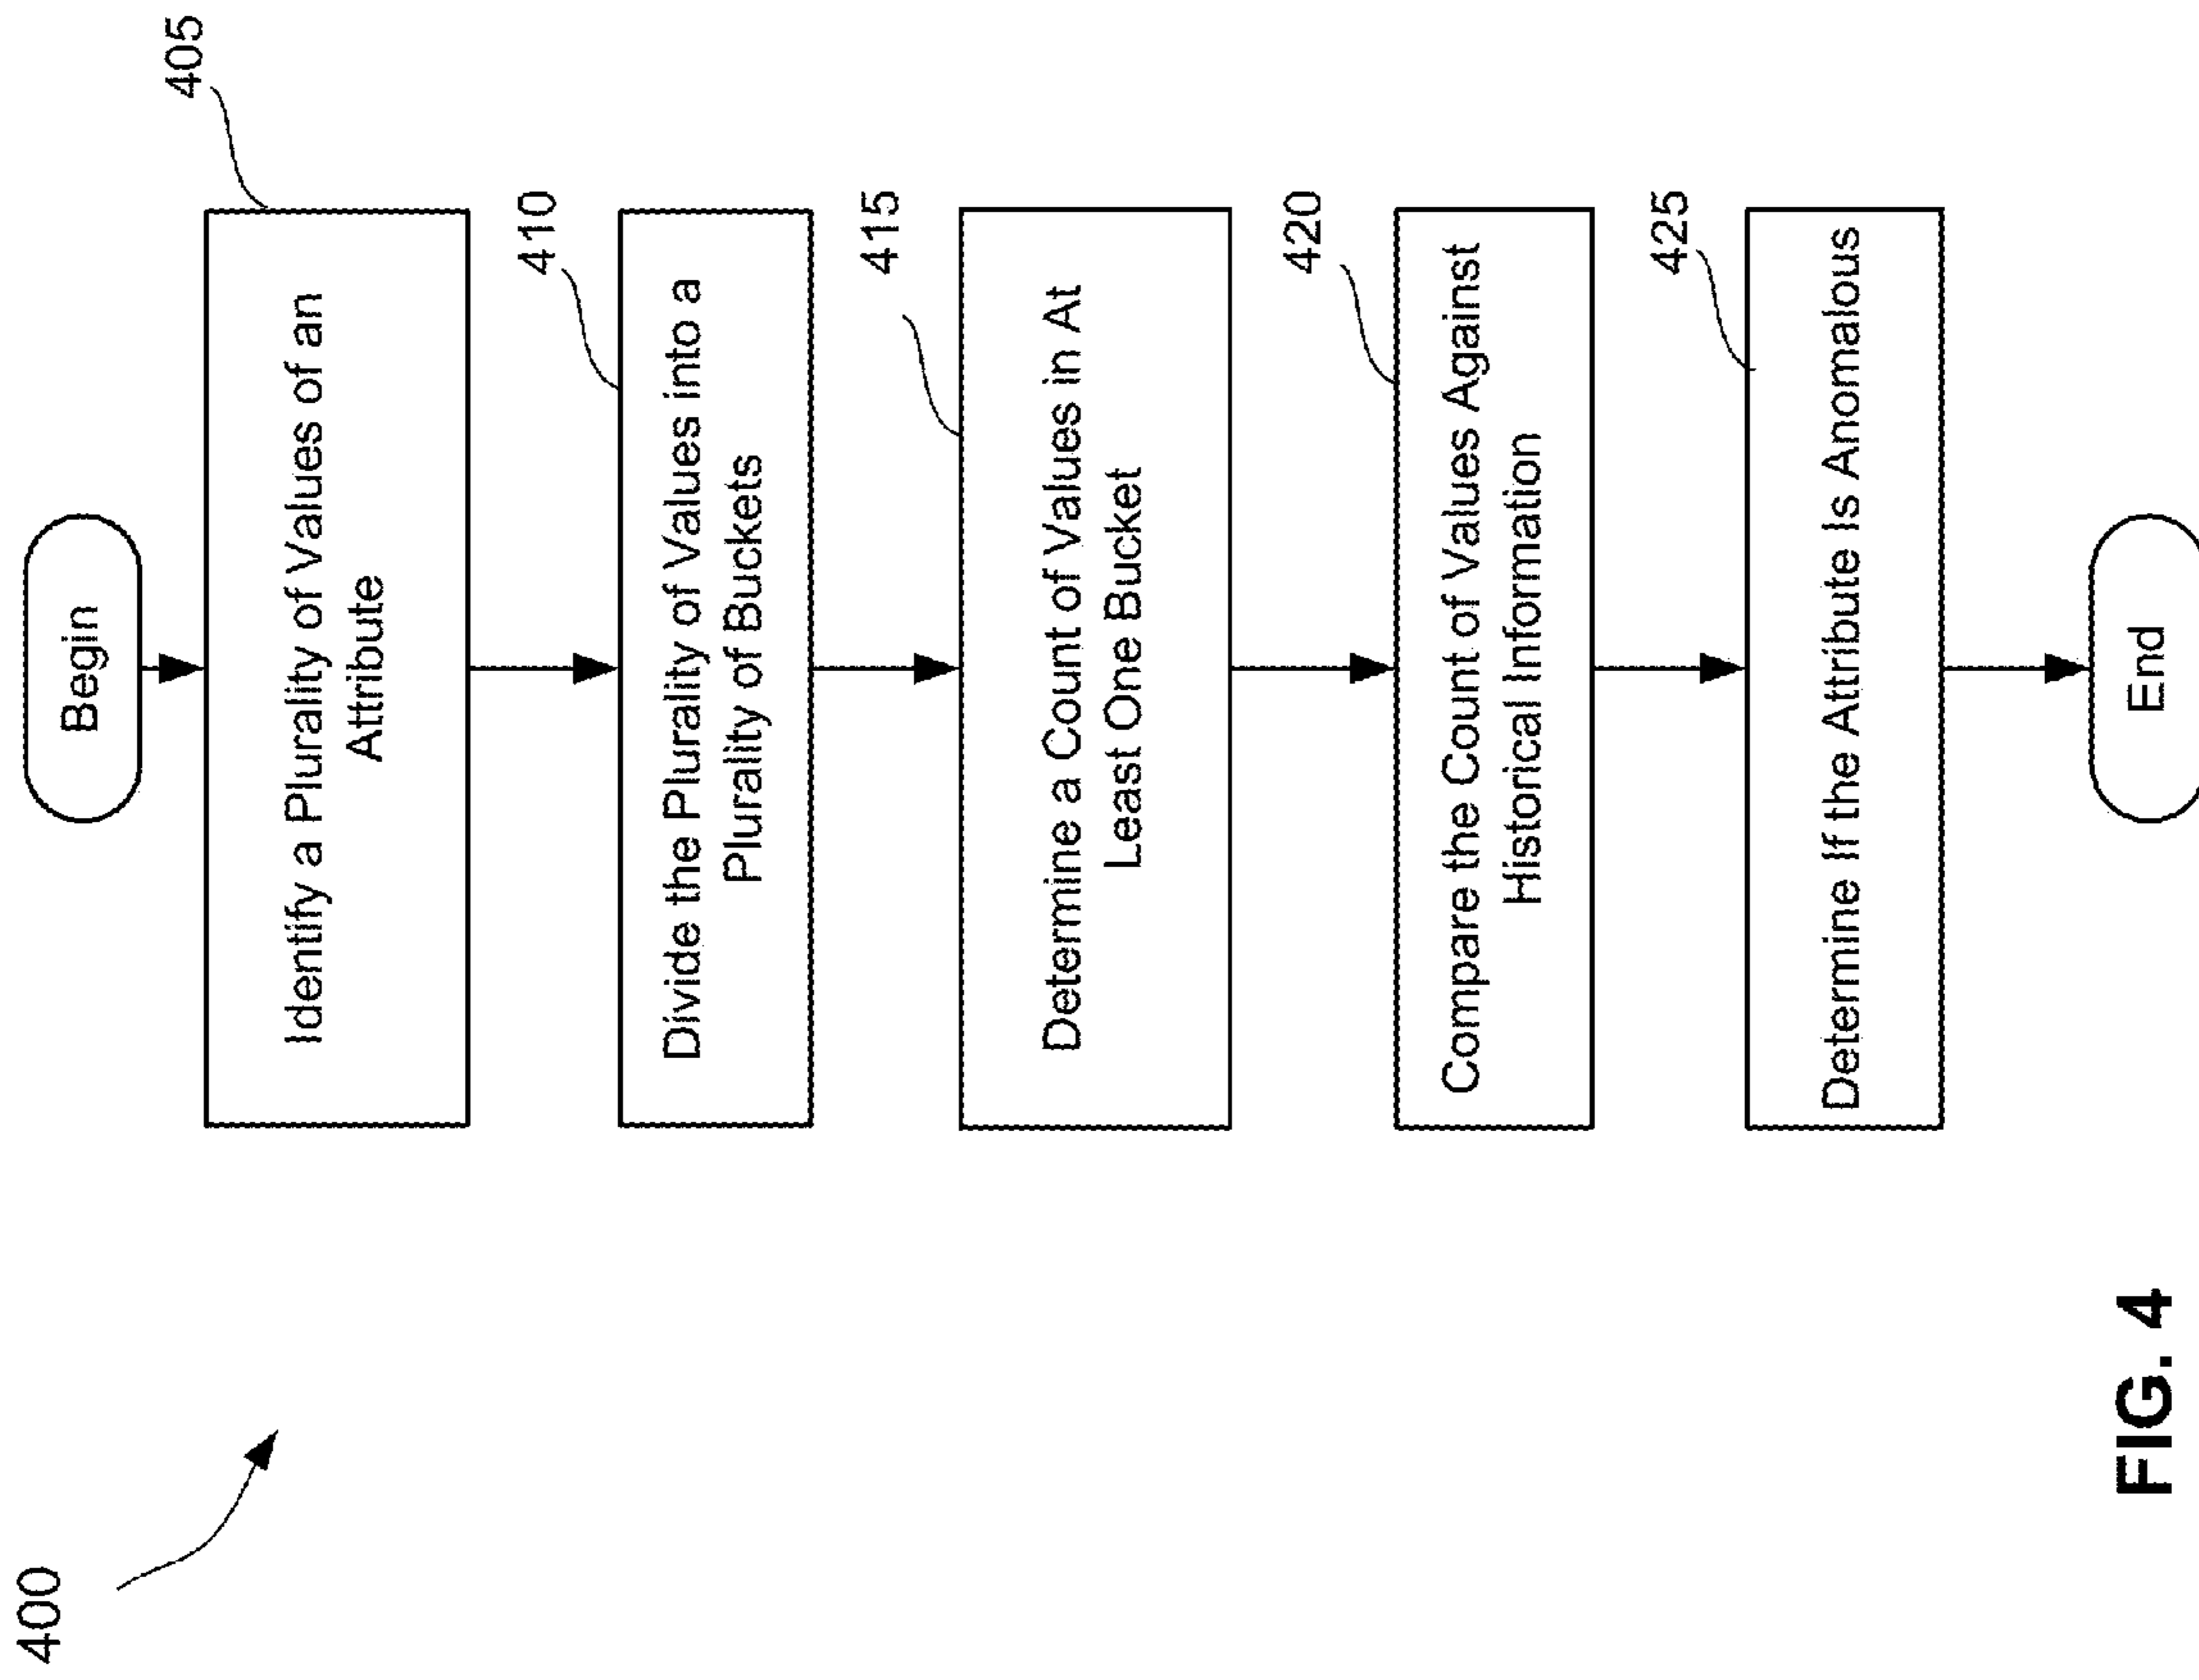 400
Begin
405
Identify a Plurality of Values of an
Attribute
410
Divide the Plurality of Values into a
Plurality of Buckets
415
Determine a Count of Values in At
Least One Bucket
420
Compare the Count of Values Against
Historical Information
425
Determine If the Attribute Is Anomalous
End
FIG. 4